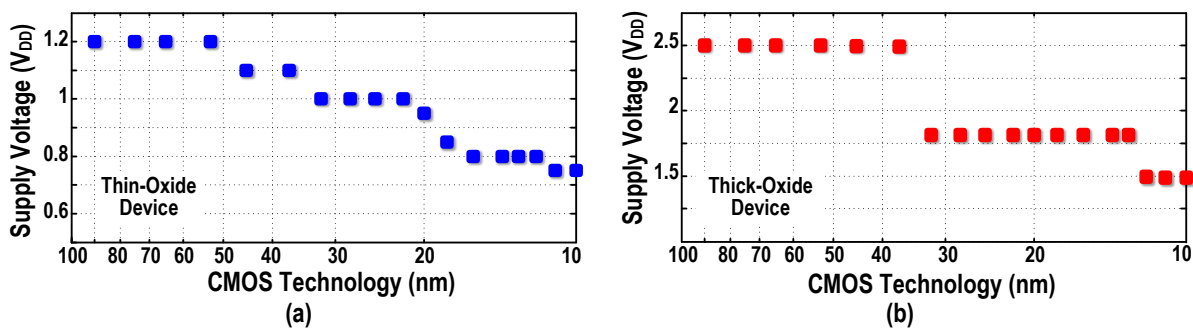 Supply Voltage (VDD)
1.2
1
0.8
0.6
Thin-Oxide
Device
100 80 70 60 50 40 30 20 10
CMOS Technology (nm)
(a)
Supply Voltage (VDD)
2.5
2
1.5
Thick-Oxide
Device
100 80 70 60 50 40 30 20 10
CMOS Technology (nm)
(b)